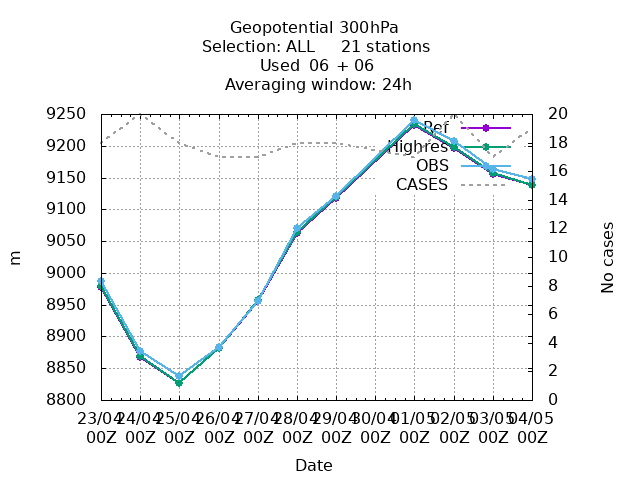 Geopotential 300hPa
Selection: ALL     21 stations
Used  06 + 06
Averaging window: 24h
9250
9200
9150
9100
9050
9000
8950
8900
8850
8800
m
20
18
16
14
12
10
8
6
4
2
0
No cases
Ref
Highres
OBS
CASES
23/04 24/04 25/04 26/04 27/04 28/04 29/04 30/04 01/05 02/05 03/05 04/05
00Z 00Z 00Z 00Z 00Z 00Z 00Z 00Z 00Z 00Z 00Z 00Z
Date